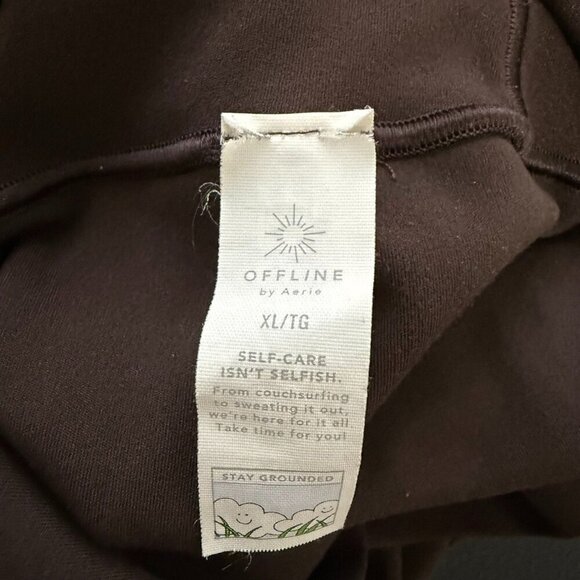 OFFLINE
by Aerie
XL/TG
SELF-CARE
ISN'T SELFISH.
From couchsurfing
to sweating it out,
we're here for it all
Take time for you!
STAY GROUNDED